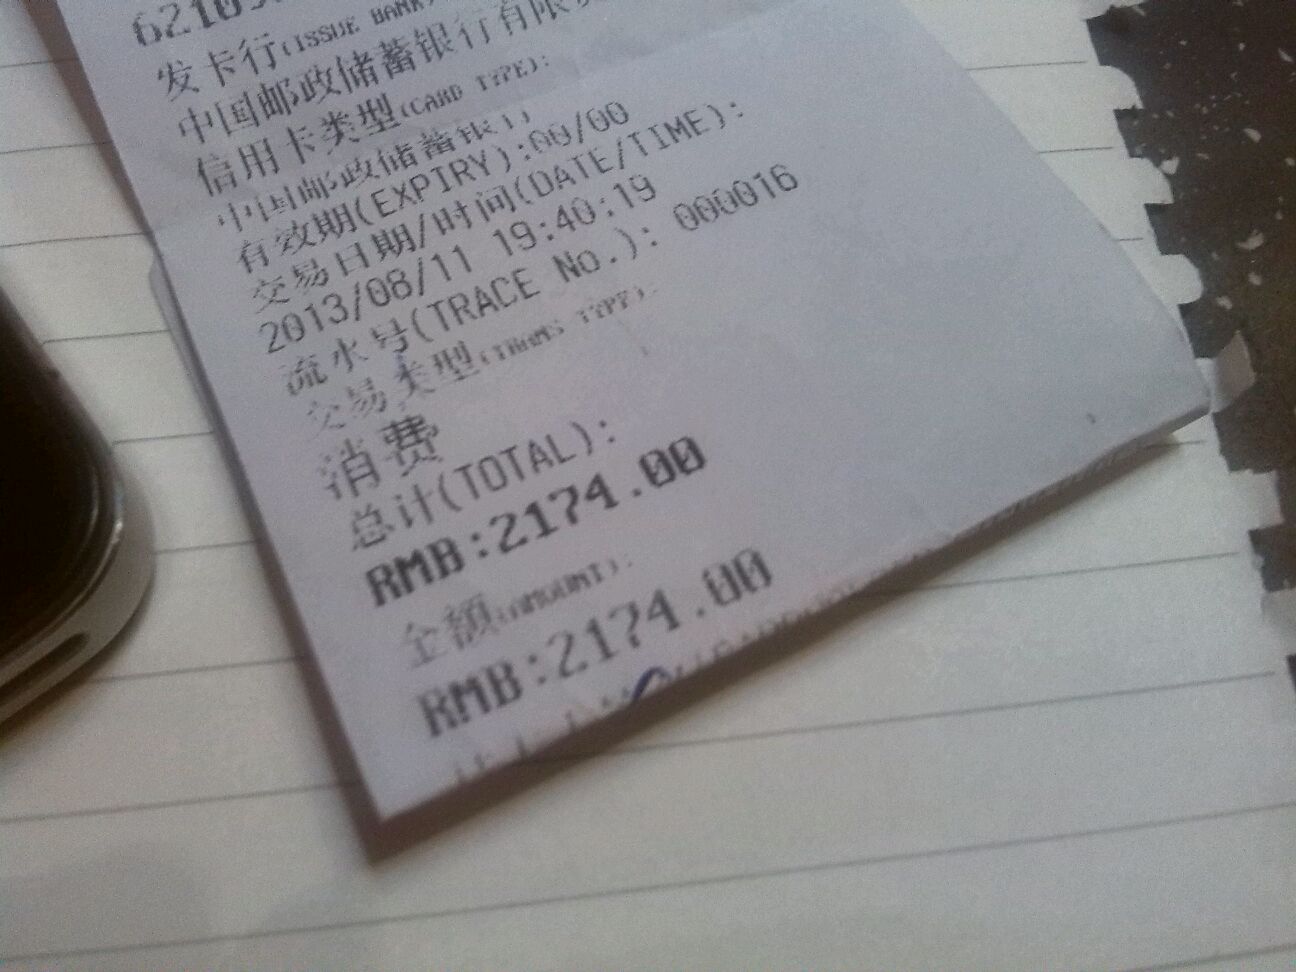 发卡行(ISSUE BANK)
中国邮政储蓄银行有限
信用卡类型(CARD TYPE):
中国邮政储蓄银行
有效期(EXPIRY):00/00
交易日期/时间(DATE/TIME):
2013/08/11 19:40:19
流水号(TRACE No.): 000016
交易类型(TRANS TYPE):
消费
总计(TOTAL):
RMB:2174.00
金额(AMOUNT):
RMB:2174.00